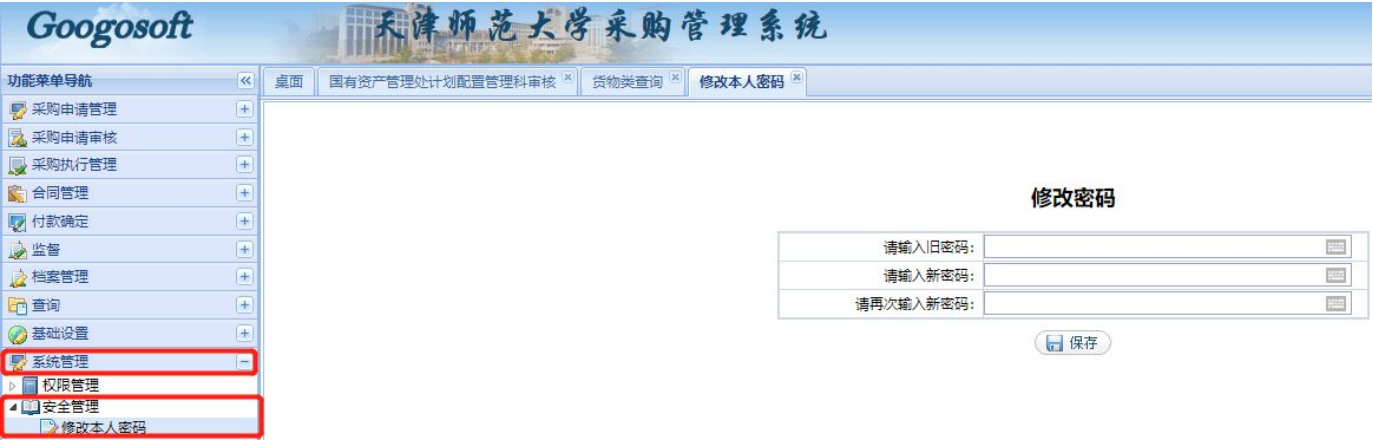 Googosoft 天津师范大学采购管理系统
功能菜单导航
桌面 国有资产管理处计划配置管理科审核 货物类查询 修改本人密码
采购申请管理
采购申请审核
采购执行管理
合同管理
付款确定
监督
档案管理
查询
基础设置
系统管理
权限管理
安全管理
修改本人密码
修改密码
请输入旧密码:
请输入新密码:
请再次输入新密码:
保存